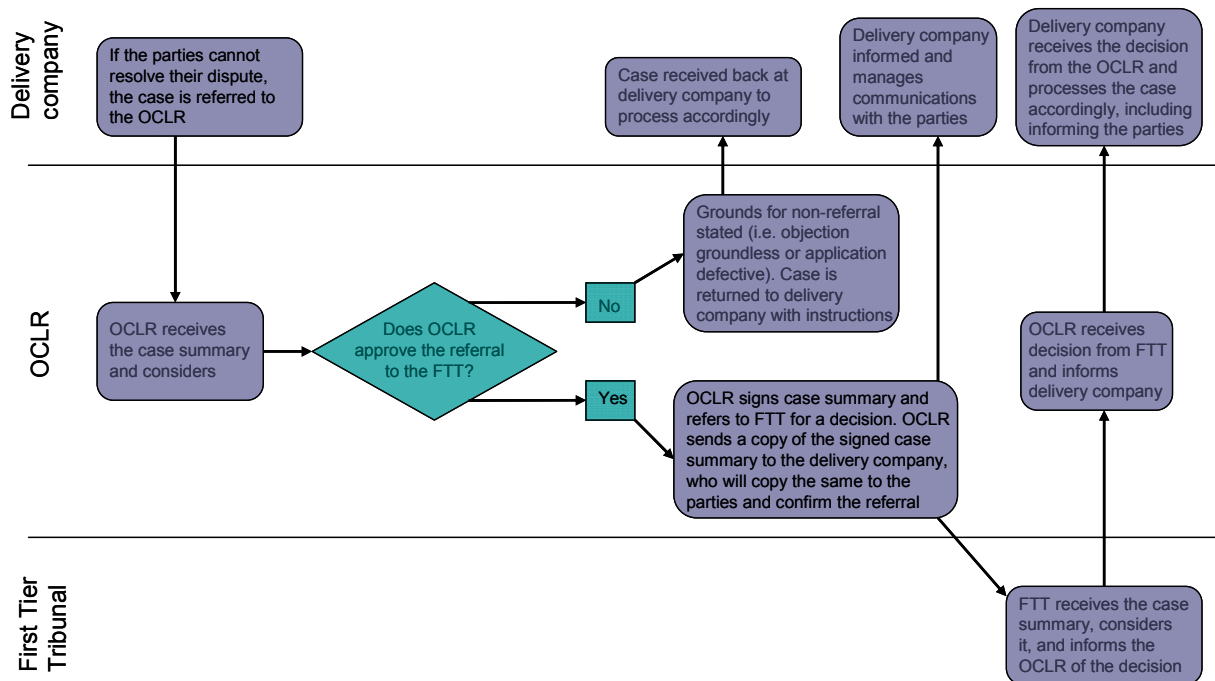 Delivery
company
If the parties cannot
resolve their dispute,
the case is referred to
the OCLR
Case received back at
delivery company to
process accordingly
Delivery company
informed and
manages
communications
with the parties
Delivery company
receives the decision
from the OCLR and
processes the case
accordingly, including
informing the parties
OCLR
OCLR receives
the case summary
and considers
Does OCLR
approve the referral
to the FTT?
No
Grounds for non-referral
stated (i.e. objection
groundless or application
defective). Case is
returned to delivery
company with instructions
Yes
OCLR signs case summary and
refers to FTT for a decision. OCLR
sends a copy of the signed case
summary to the delivery company,
who will copy the same to the
parties and confirm the referral
OCLR receives
decision from FTT
and informs
delivery company
First Tier
Tribunal
FTT receives the case
summary, considers
it, and informs the
OCLR of the decision